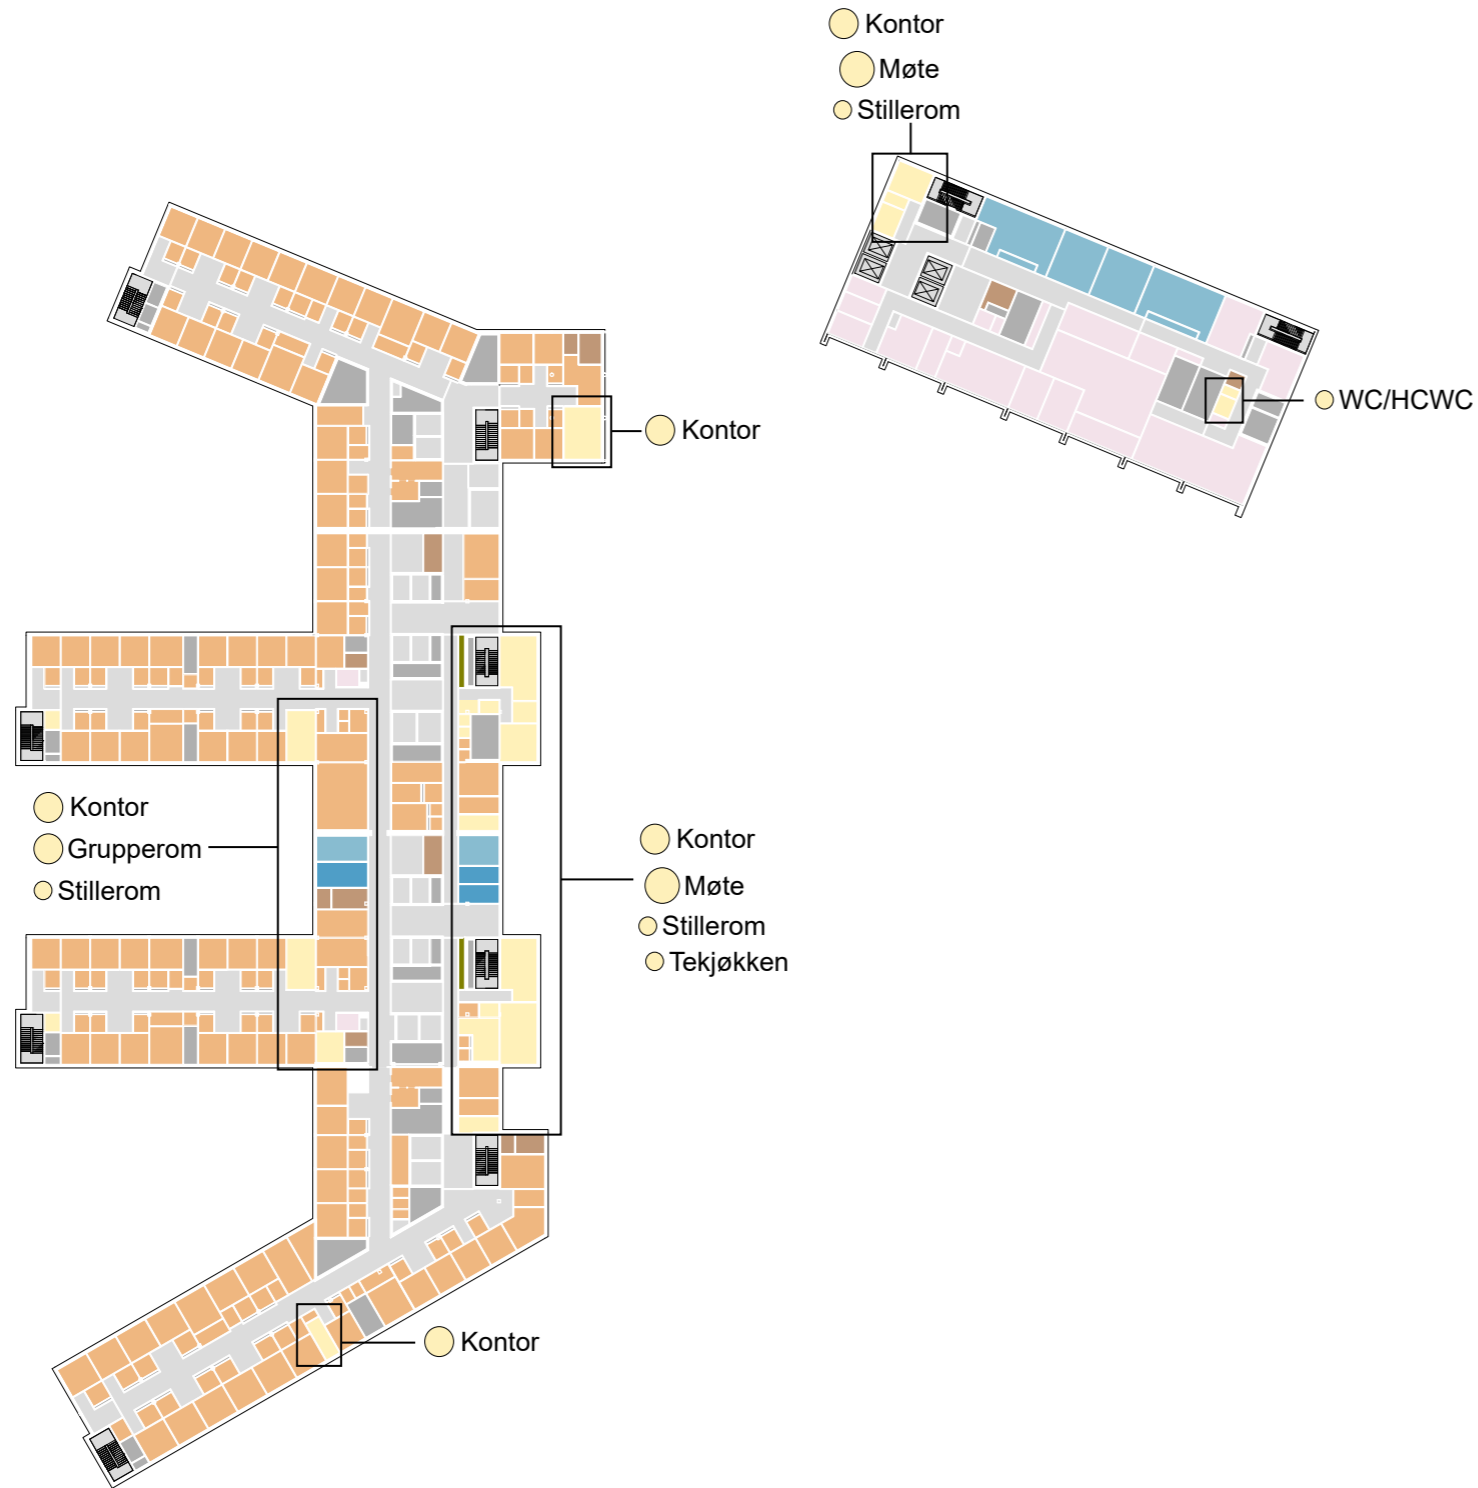 Kontor
Møte
Stillerom
WC/HCWC
Kontor
Kontor
Grupperom
Stillerom
Kontor
Møte
Stillerom
Tekjøkken
Kontor